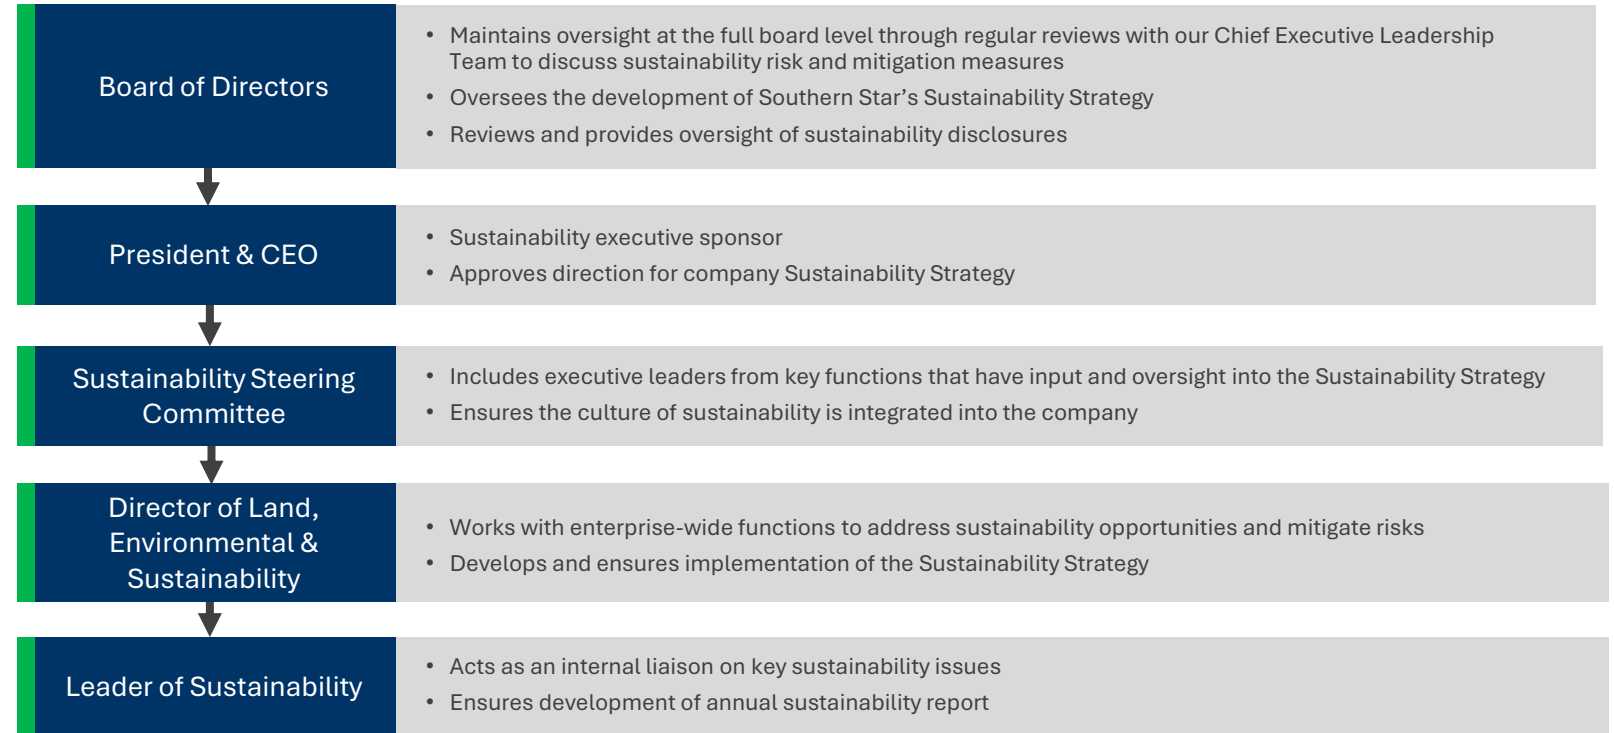 Board of Directors
• Maintains oversight at the full board level through regular reviews with our Chief Executive Leadership
Team to discuss sustainability risk and mitigation measures
• Oversees the development of Southern Star’s Sustainability Strategy
• Reviews and provides oversight of sustainability disclosures
President & CEO
• Sustainability executive sponsor
• Approves direction for company Sustainability Strategy
Sustainability Steering
Committee
• Includes executive leaders from key functions that have input and oversight into the Sustainability Strategy
• Ensures the culture of sustainability is integrated into the company
Director of Land,
Environmental &
Sustainability
• Works with enterprise-wide functions to address sustainability opportunities and mitigate risks
• Develops and ensures implementation of the Sustainability Strategy
Leader of Sustainability
• Acts as an internal liaison on key sustainability issues
• Ensures development of annual sustainability report